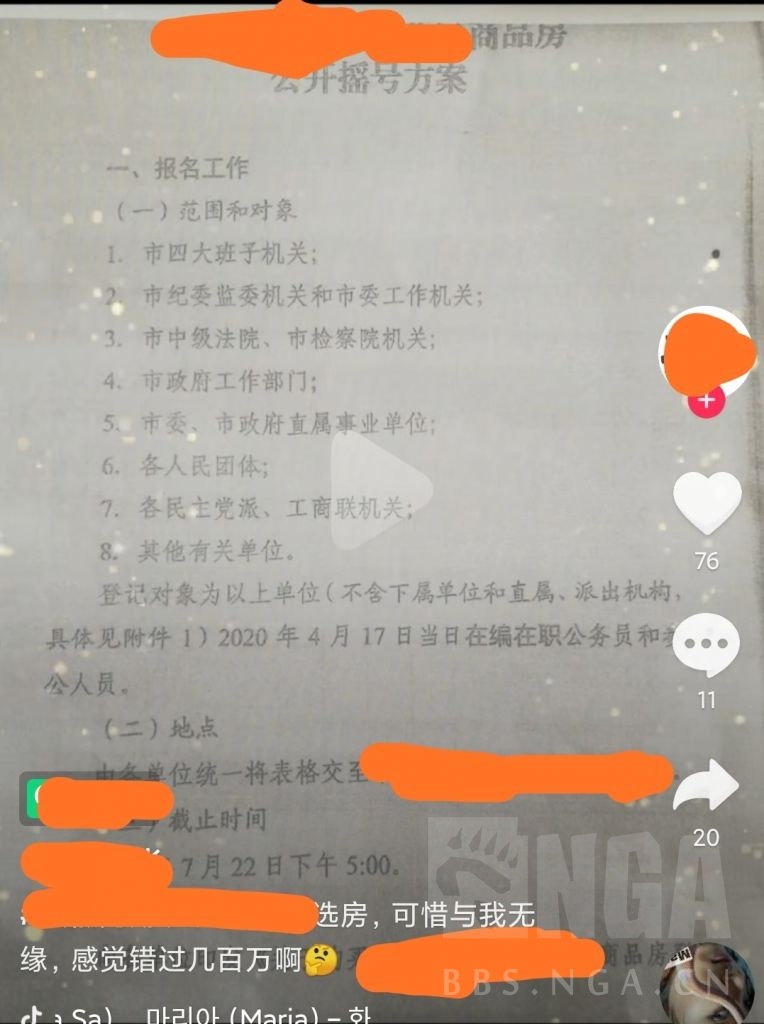 商品房
公开摇号方案
一、报名工作
（一）范围和对象
1. 市四大班子机关；
2. 市纪委监委机关和市委工作机关；
3. 市中级法院、市检察院机关；
4. 市政府工作部门；
5. 市委、市政府直属事业单位；
6. 各人民团体；
7. 各民主党派、工商联机关；
8. 其他有关单位。
登记对象为以上单位（不含下属单位和直属、派出机构，
具体见附件 1）2020 年 4 月 17 日当日在编在职公务员和参
公人员。
（二）地点
由各单位统一将表格交至
）截止时间
7 月 22 日下午 5:00。
选房，可惜与我无
缘，感觉错过几百万啊🤔
商品房
76
11
20
NGA
BBS.NGA.CN
Sa） 마리아 (Maria) – 화